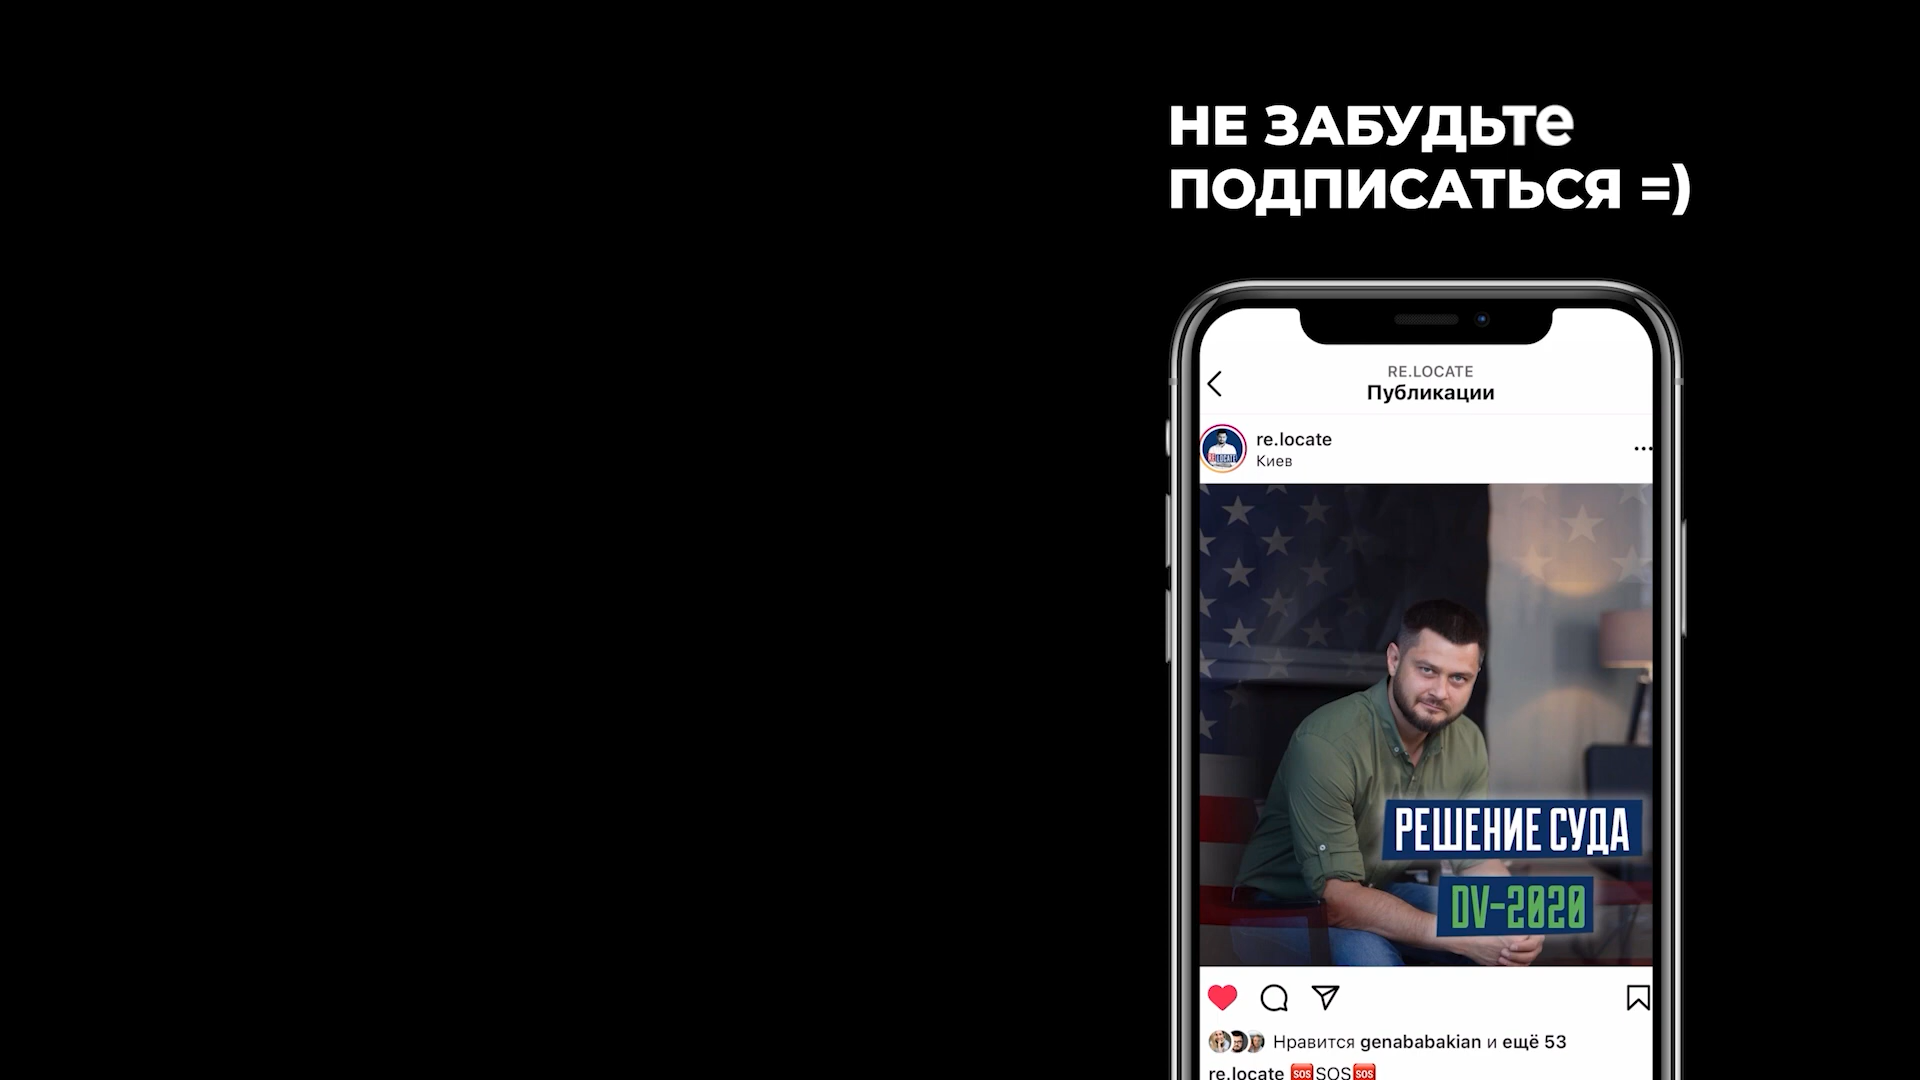 НЕ ЗАБУДЬте
ПОДПИСАТЬСЯ =)
RE.LOCATE
Публикации
re.locate
Киев
РЕШЕНИЕ СУДА
DV-2020
Нравится genababakian и ещё 53
re.locate 🆘SOS🆘